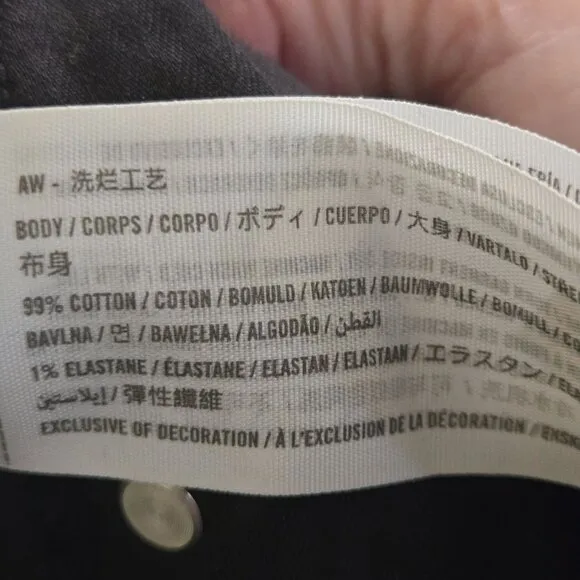 AW - 洗烂工艺
BODY / CORPS / CORPO / ボディ / CUERPO / 大身 / VARTALO /
布身
99% COTTON / COTON / BOMULD / KATOEN / BAUMWOLLE / BOMULL /
BAVLNA / 면 / BAWELNA / ALGODÃO / القطن
1% ELASTANE / ÉLASTANE / ELASTAN / ELASTAAN / エラスタン /
إيلاستين / 彈性纖維
EXCLUSIVE OF DECORATION / À L'EXCLUSION DE LA DÉCORATION /